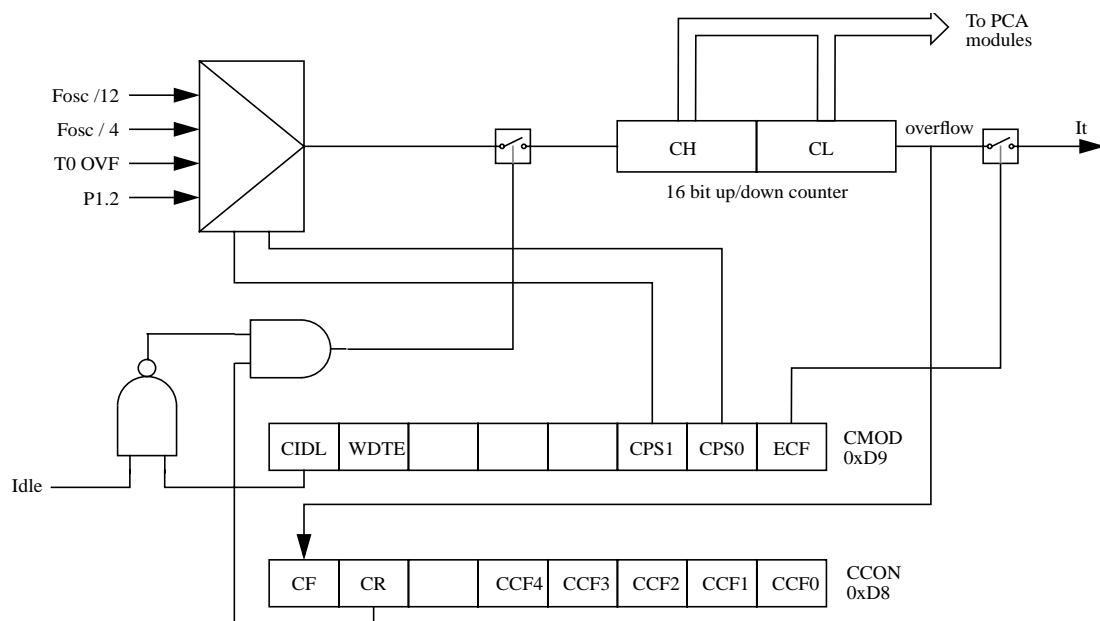 To PCA
modules
Fosc /12
Fosc / 4
T0 OVF
P1.2
CH
CL
overflow
It
16 bit up/down counter
CIDL
WDTE
CPS1
CPS0
ECF
CMOD
0xD9
Idle
CF
CR
CCF4
CCF3
CCF2
CCF1
CCF0
CCON
0xD8